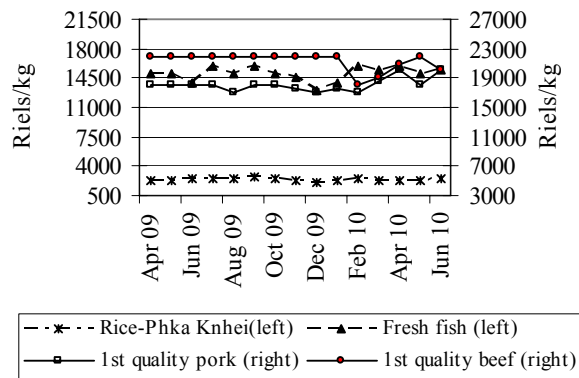 21500 27000
18000 23000
14500 19000
11000 15000
7500 11000
4000 7000
500 3000
Riels/kg
Riels/kg
Apr 09 Jun 09 Aug 09 Oct 09 Dec 09 Feb 10 Apr 10 Jun 10
Rice-Phka Knhei(left) Fresh fish (left)
1st quality pork (right) 1st quality beef (right)